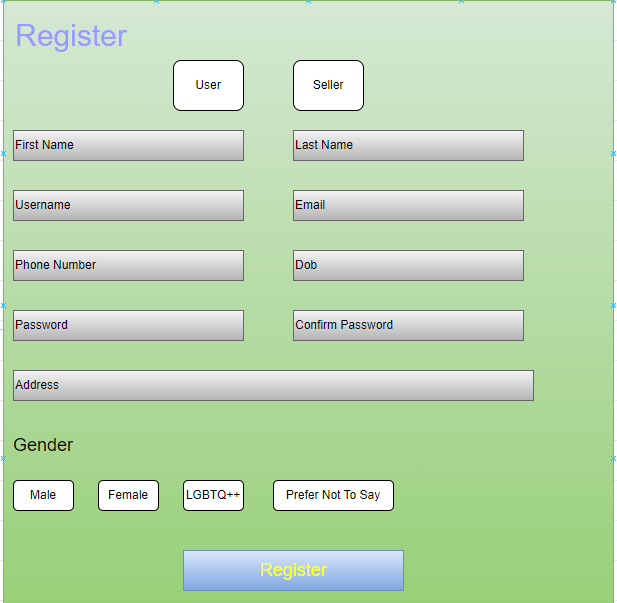 Register
User Seller
First Name Last Name
Username Email
Phone Number Dob
Password Confirm Password
Address
Gender
Male Female LGBTQ++ Prefer Not To Say
Register